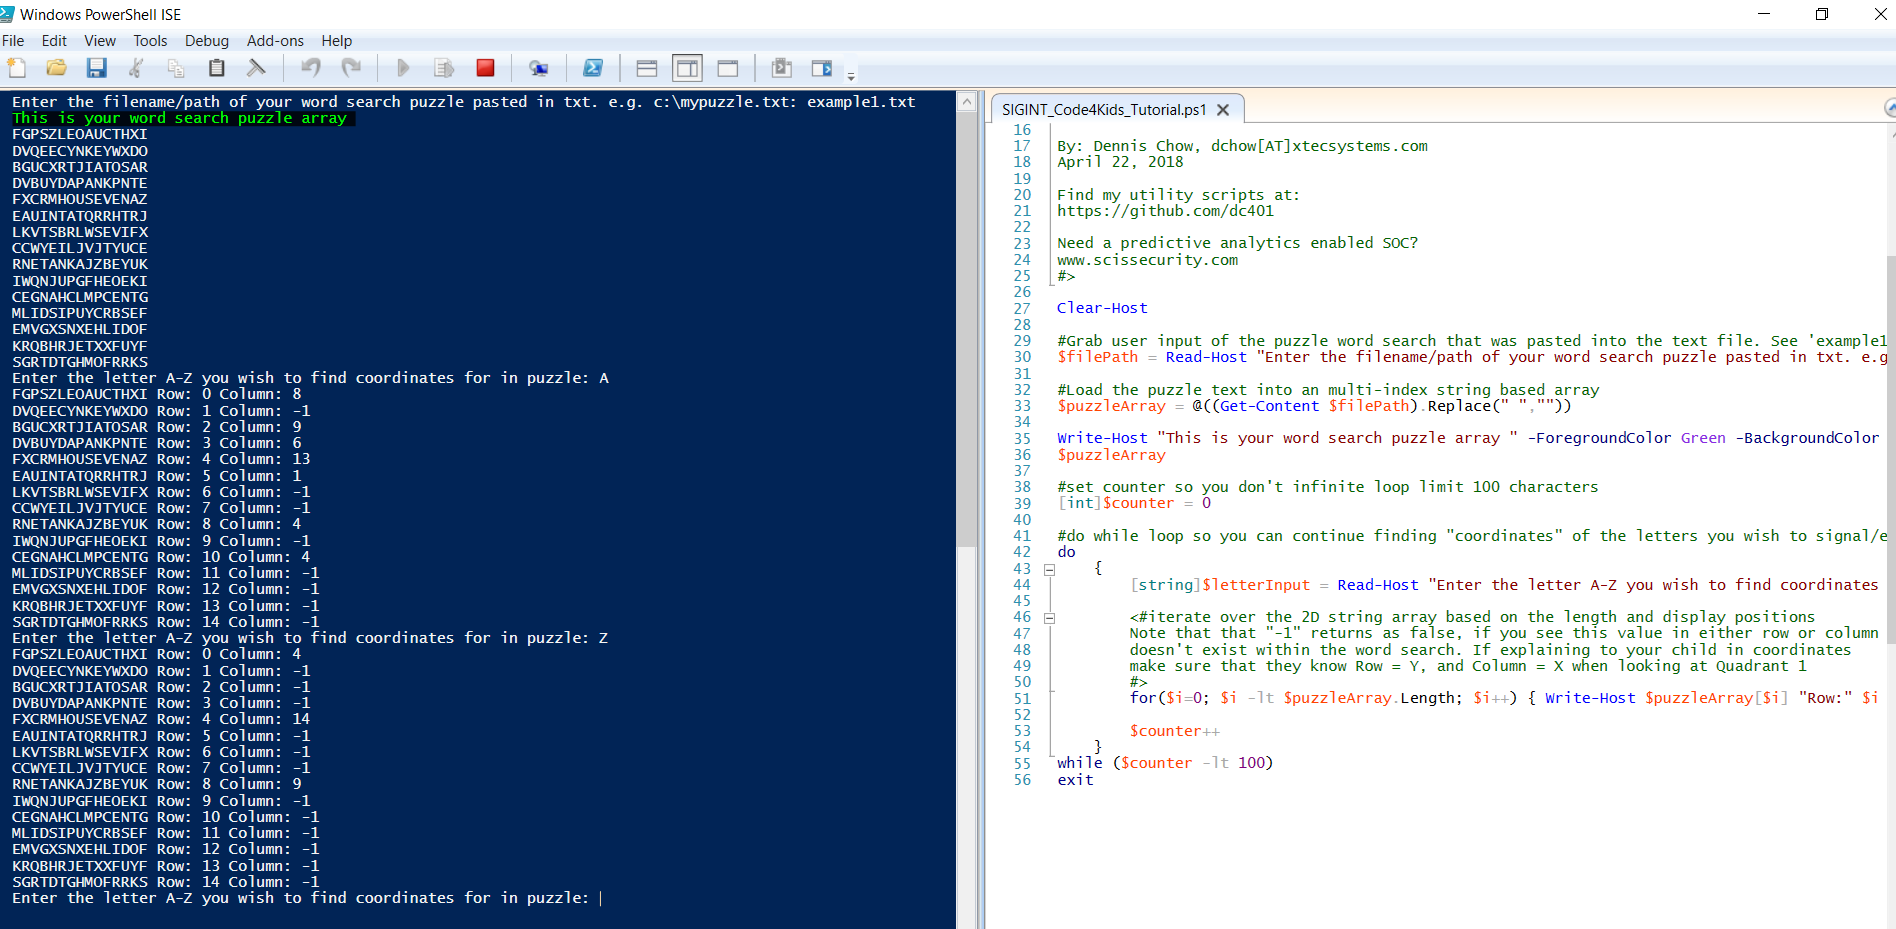 Windows PowerShell ISE
File Edit View Tools Debug Add-ons Help
Enter the filename/path of your word search puzzle pasted in txt. e.g. c:\mypuzzle.txt: example1.txt
This is your word search puzzle array
FGPSZLEOAUCTHXI
DVQEECYNKEYWXDO
BGUCXRTJIATOSAR
DVBUYDAPANKPNTE
FXCRMHOUSEVENAZ
EAUINTATQRRHTRJ
LKVTSBRLWSEVIFX
CCWYEILJVJTYUCE
RNETANKAJZBEYUK
IWQNJUPGFHEOEKI
CEGNAHCLMPCENTG
MLIDSIPUYCRBSEF
EMVGXSNXEHLIDOF
KRQBHRJETXXFUYF
SGRTDTGHMOFRRKS
Enter the letter A-Z you wish to find coordinates for in puzzle: A
FGPSZLEOAUCTHXI Row: 0 Column: 8
DVQEECYNKEYWXDO Row: 1 Column: -1
BGUCXRTJIATOSAR Row: 2 Column: 9
DVBUYDAPANKPNTE Row: 3 Column: 6
FXCRMHOUSEVENAZ Row: 4 Column: 13
EAUINTATQRRHTRJ Row: 5 Column: 1
LKVTSBRLWSEVIFX Row: 6 Column: -1
CCWYEILJVJTYUCE Row: 7 Column: -1
RNETANKAJZBEYUK Row: 8 Column: 4
IWQNJUPGFHEOEKI Row: 9 Column: -1
CEGNAHCLMPCENTG Row: 10 Column: 4
MLIDSIPUYCRBSEF Row: 11 Column: -1
EMVGXSNXEHLIDOF Row: 12 Column: -1
KRQBHRJETXXFUYF Row: 13 Column: -1
SGRTDTGHMOFRRKS Row: 14 Column: -1
Enter the letter A-Z you wish to find coordinates for in puzzle: Z
FGPSZLEOAUCTHXI Row: 0 Column: 4
DVQEECYNKEYWXDO Row: 1 Column: -1
BGUCXRTJIATOSAR Row: 2 Column: -1
DVBUYDAPANKPNTE Row: 3 Column: -1
FXCRMHOUSEVENAZ Row: 4 Column: 14
EAUINTATQRRHTRJ Row: 5 Column: -1
LKVTSBRLWSEVIFX Row: 6 Column: -1
CCWYEILJVJTYUCE Row: 7 Column: -1
RNETANKAJZBEYUK Row: 8 Column: 9
IWQNJUPGFHEOEKI Row: 9 Column: -1
CEGNAHCLMPCENTG Row: 10 Column: -1
MLIDSIPUYCRBSEF Row: 11 Column: -1
EMVGXSNXEHLIDOF Row: 12 Column: -1
KRQBHRJETXXFUYF Row: 13 Column: -1
SGRTDTGHMOFRRKS Row: 14 Column: -1
Enter the letter A-Z you wish to find coordinates for in puzzle:
SIGINT_Code4Kids_Tutorial.ps1
16
17 By: Dennis Chow, dchow[AT]xtecsystems.com
18 April 22, 2018
19
20 Find my utility scripts at:
21 https://github.com/dc401
22
23 Need a predictive analytics enabled SOC?
24 www.scissecurity.com
25 #>
26
27 Clear-Host
28
29 #Grab user input of the puzzle word search that was pasted into the text file. See 'example1
30 $filePath = Read-Host "Enter the filename/path of your word search puzzle pasted in txt. e.g
31
32 #Load the puzzle text into an multi-index string based array
33 $puzzleArray = @((Get-Content $filePath).Replace(" ",""))
34
35 Write-Host "This is your word search puzzle array " -ForegroundColor Green -BackgroundColor
36 $puzzleArray
37
38 #set counter so you don't infinite loop limit 100 characters
39 [int]$counter = 0
40
41 #do while loop so you can continue finding "coordinates" of the letters you wish to signal/e
42 do
43 {
44 [string]$letterInput = Read-Host "Enter the letter A-Z you wish to find coordinates
45
46 <#iterate over the 2D string array based on the length and display positions
47 Note that that "-1" returns as false, if you see this value in either row or column
48 doesn't exist within the word search. If explaining to your child in coordinates
49 make sure that they know Row = Y, and Column = X when looking at Quadrant 1
50 #>
51 for($i=0; $i -lt $puzzleArray.Length; $i++) { Write-Host $puzzleArray[$i] "Row:" $i
52
53 $counter++
54 }
55 while ($counter -lt 100)
56 exit